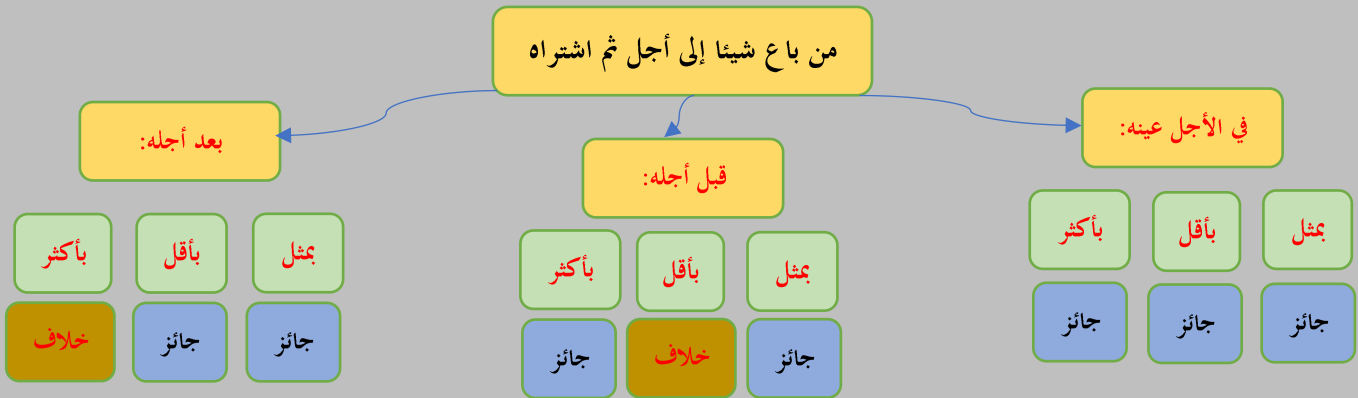 من باع شيئا إلى أجل ثم اشتراه
في الأجل عينه:
بمثل
بأقل
بأكثر
جائز
جائز
جائز
قبل أجله:
بمثل
بأقل
بأكثر
جائز
خلاف
جائز
بعد أجله:
بمثل
بأقل
بأكثر
جائز
جائز
خلاف